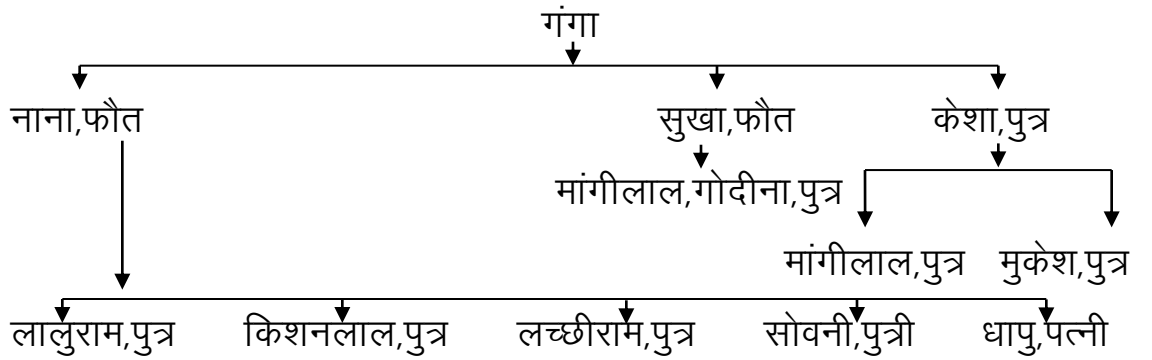 गंगा
नाना,फौत सुखा,फौत केशा,पुत्र
मांगीलाल,गोदीना,पुत्र
मांगीलाल,पुत्र मुकेश,पुत्र
लालुराम,पुत्र किशनलाल,पुत्र लच्छीराम,पुत्र सोवनी,पुत्री धापु,पत्नी